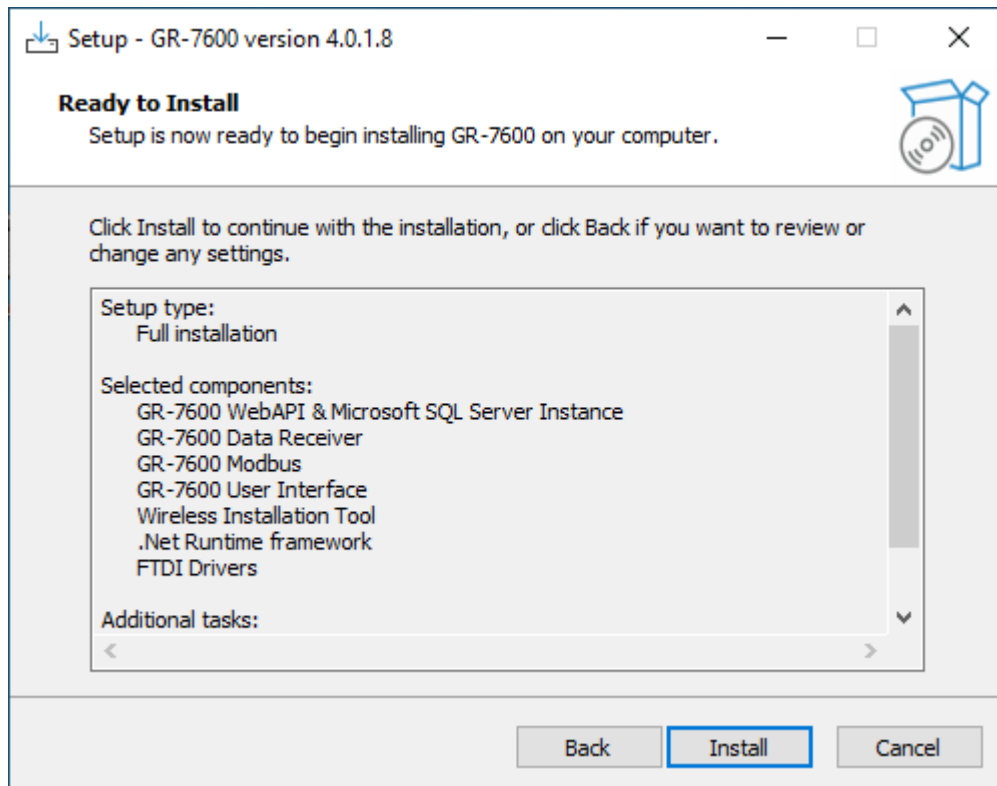 Setup - GR-7600 version 4.0.1.8
Ready to Install
Setup is now ready to begin installing GR-7600 on your computer.
Click Install to continue with the installation, or click Back if you want to review or
change any settings.
Setup type:
Full installation
Selected components:
GR-7600 WebAPI & Microsoft SQL Server Instance
GR-7600 Data Receiver
GR-7600 Modbus
GR-7600 User Interface
Wireless Installation Tool
.Net Runtime framework
FTDI Drivers
Additional tasks:
Back Install Cancel